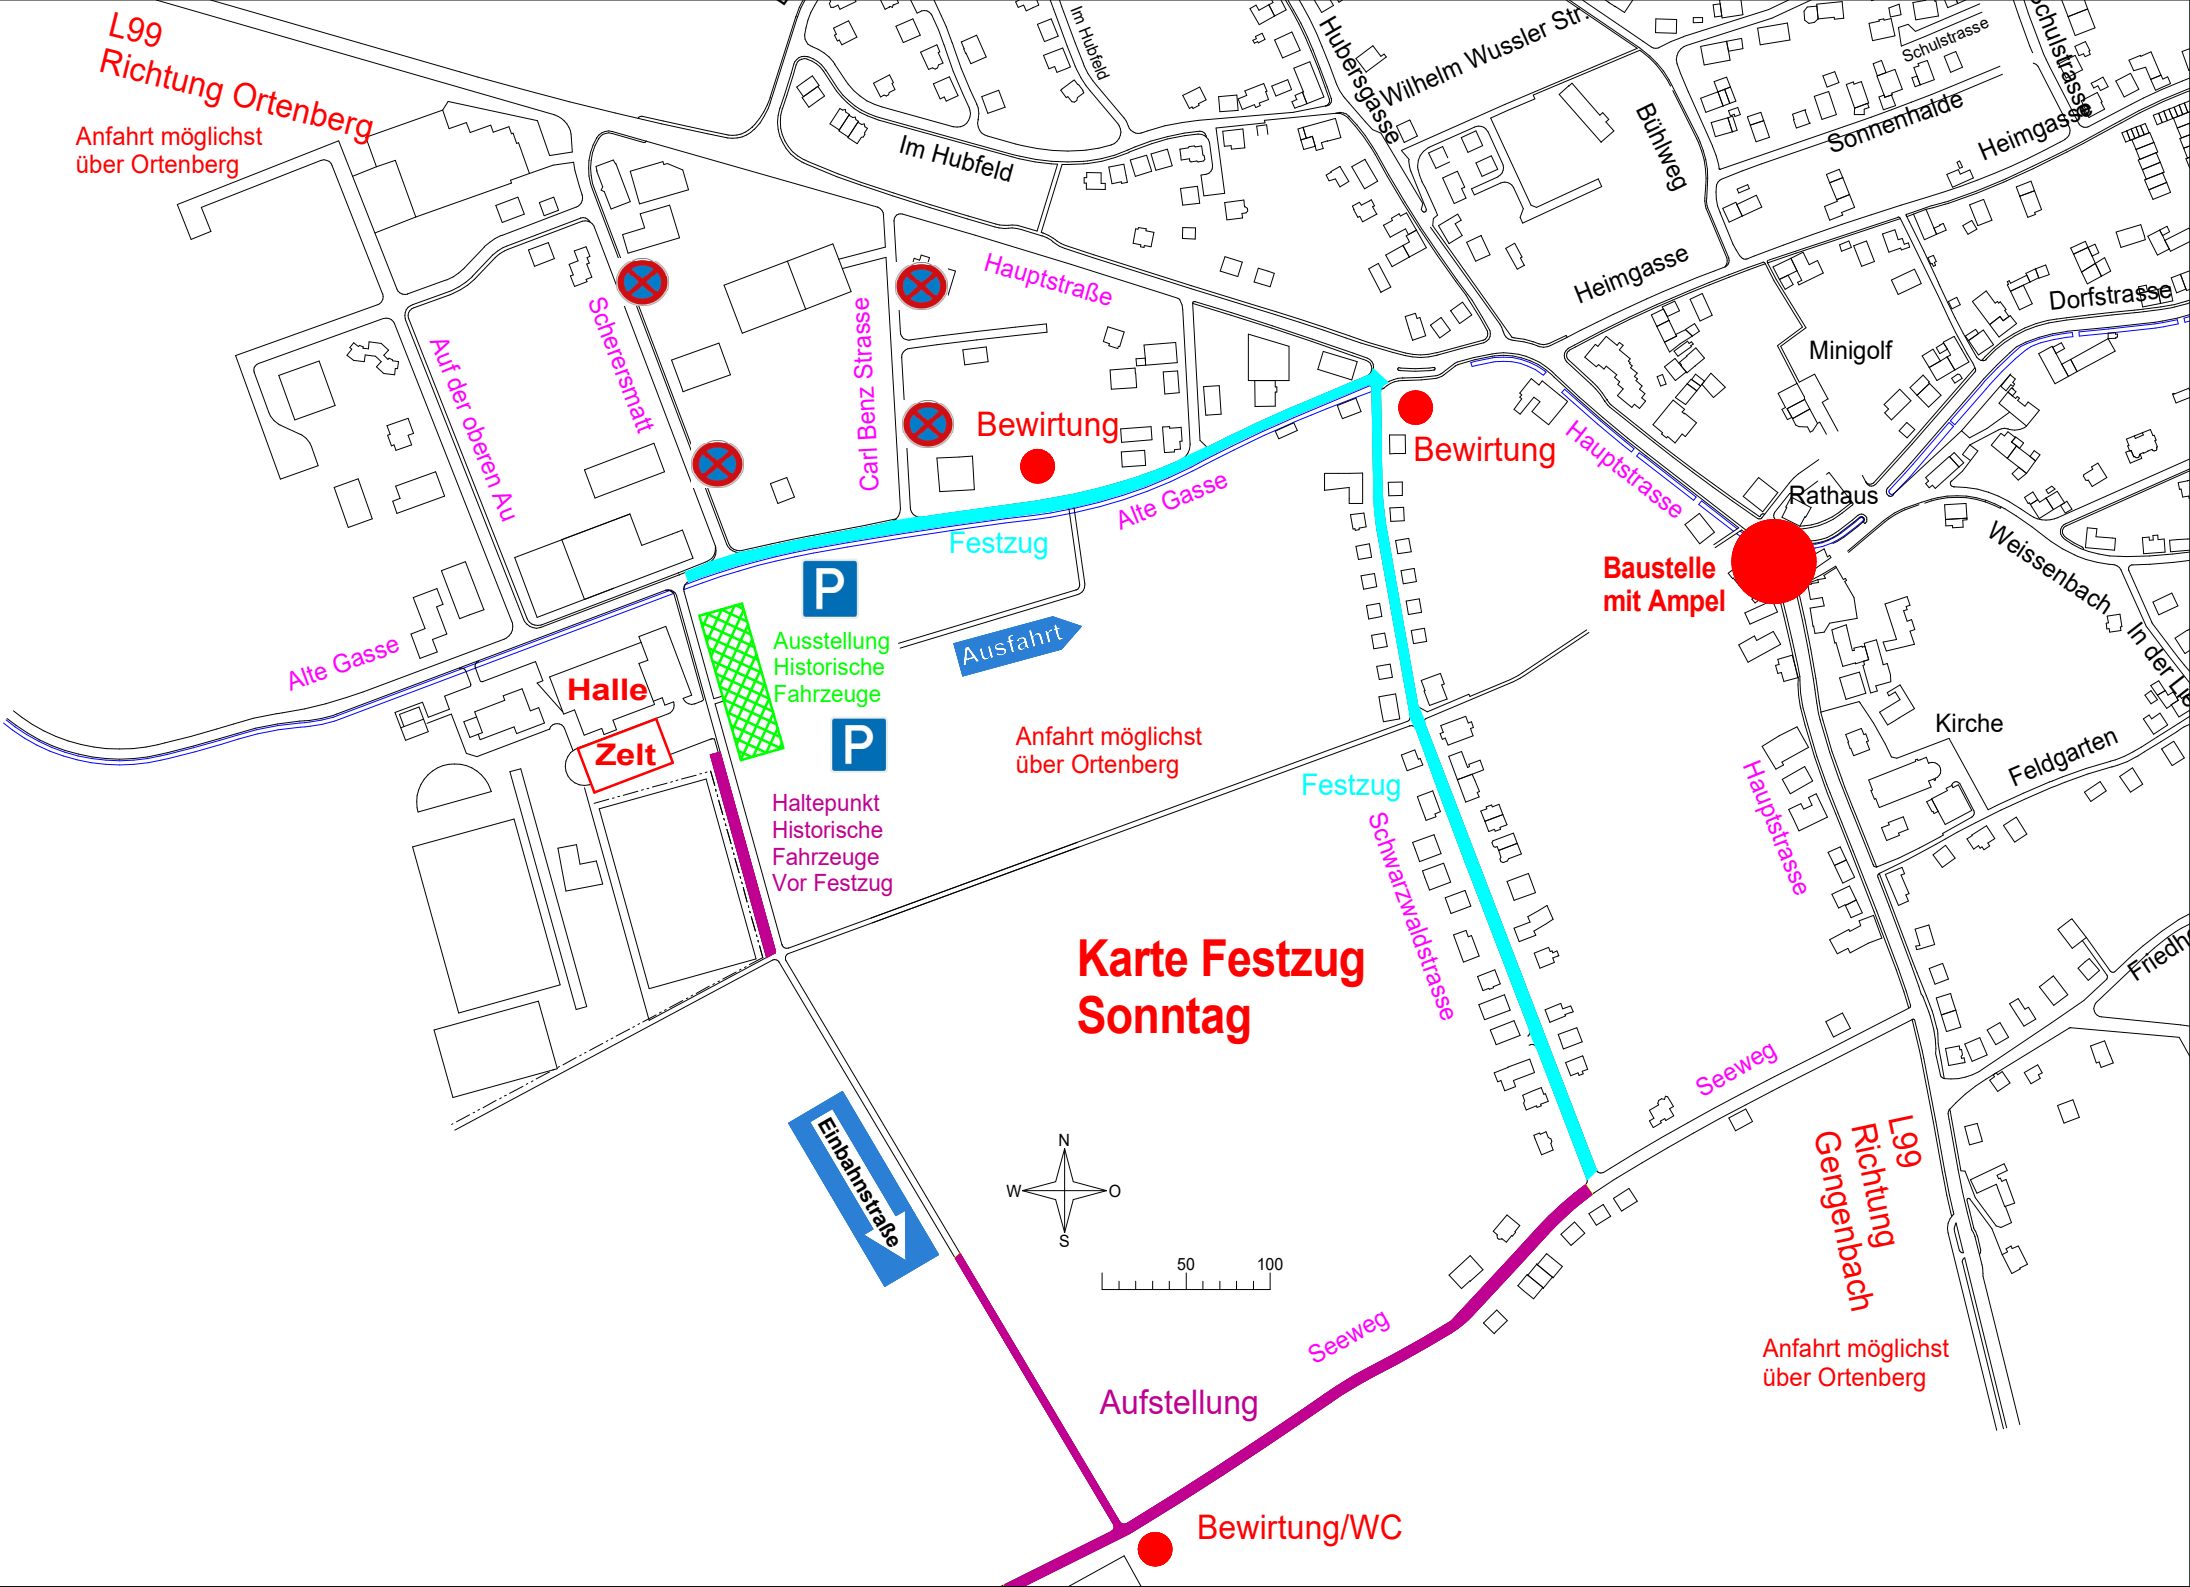 L99
Richtung Ortenberg
Anfahrt möglichst
über Ortenberg
Im Hubfeld
Im Hubfeld
Hubersgasse
Wilhelm Wussler Str.
Bühlweg
Schulstrasse
Schulstrasse
Sonnenhalde
Heimgasse
Heimgasse
Dorfstrasse
Minigolf
Hauptstraße
Scherersmatt
Carl Benz Strasse
Auf der oberen Au
Bewirtung
Bewirtung
Hauptstrasse
Rathaus
Alte Gasse
Festzug
Baustelle
mit Ampel
Weissenbach
In der
P
Ausstellung
Historische
Fahrzeuge
Ausfahrt
Alte Gasse
Halle
Zelt
P
Anfahrt möglichst
über Ortenberg
Kirche
Feldgarten
Festzug
Schwarzwaldstrasse
Hauptstrasse
Haltepunkt
Historische
Fahrzeuge
Vor Festzug
Karte Festzug
Sonntag
Seeweg
Einbahnstraße
N
W
O
S
50
100
L99
Richtung
Gengenbach
Anfahrt möglichst
über Ortenberg
Seeweg
Aufstellung
Bewirtung/WC